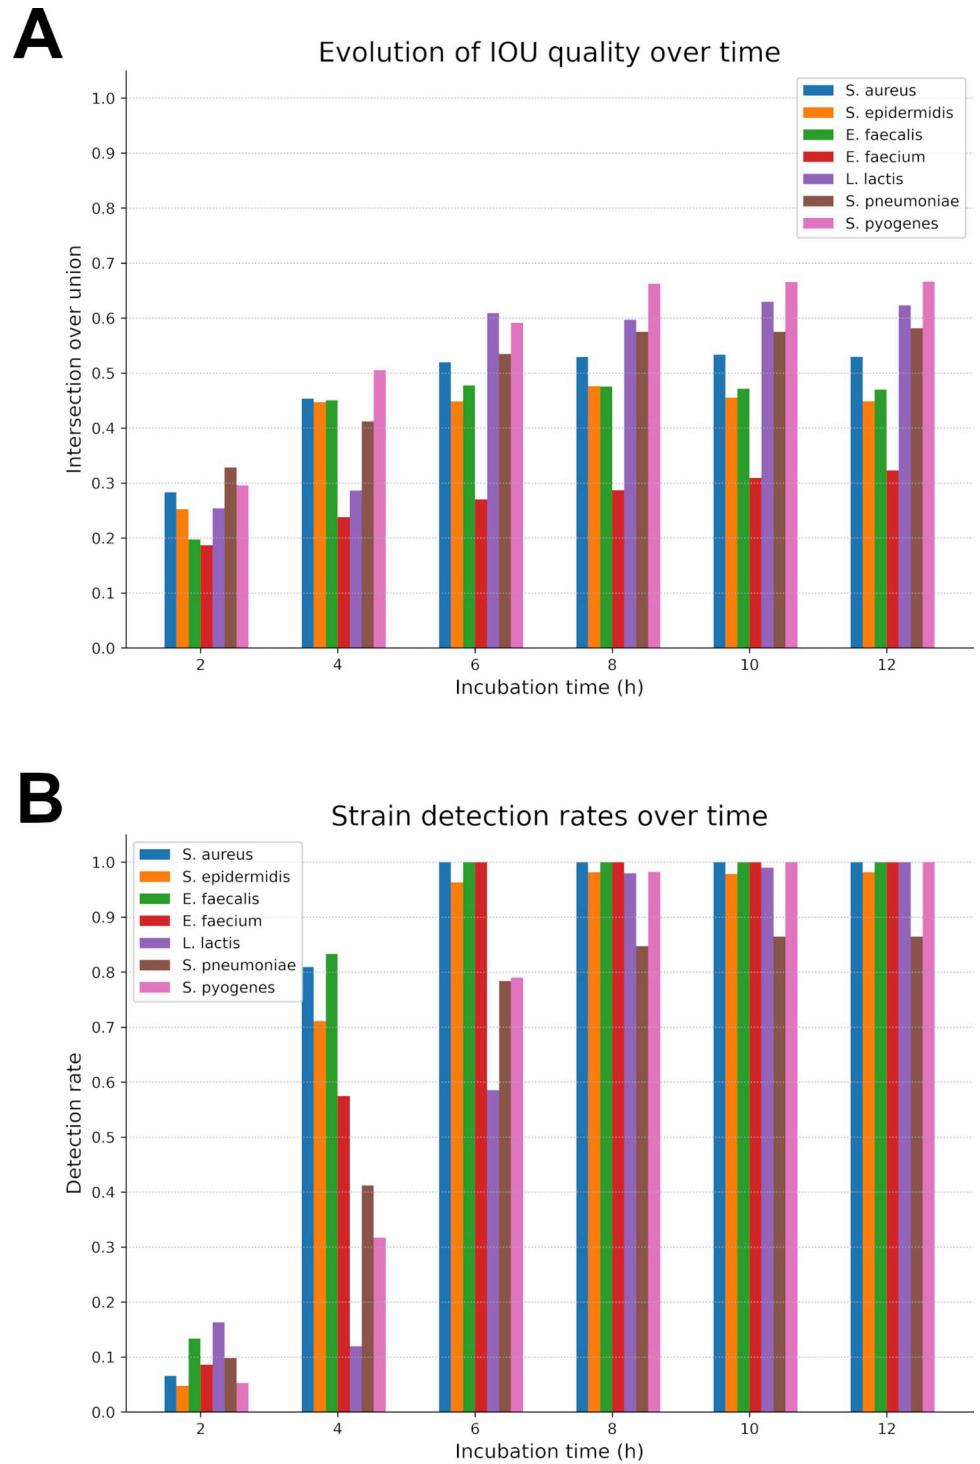 A
Evolution of IOU quality over time
S. aureus
S. epidermidis
E. faecalis
E. faecium
L. lactis
S. pneumoniae
S. pyogenes
Intersection over union
1.0
0.9
0.8
0.7
0.6
0.5
0.4
0.3
0.2
0.1
0.0
2 4 6 8 10 12
Incubation time (h)
B
Strain detection rates over time
S. aureus
S. epidermidis
E. faecalis
E. faecium
L. lactis
S. pneumoniae
S. pyogenes
Detection rate
1.0
0.9
0.8
0.7
0.6
0.5
0.4
0.3
0.2
0.1
0.0
2 4 6 8 10 12
Incubation time (h)